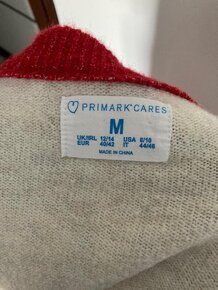 PRIMARK CARES
M
UK/IRL 12/14 USA 8/10
EUR 40/42 IT 44/46
MADE IN CHINA